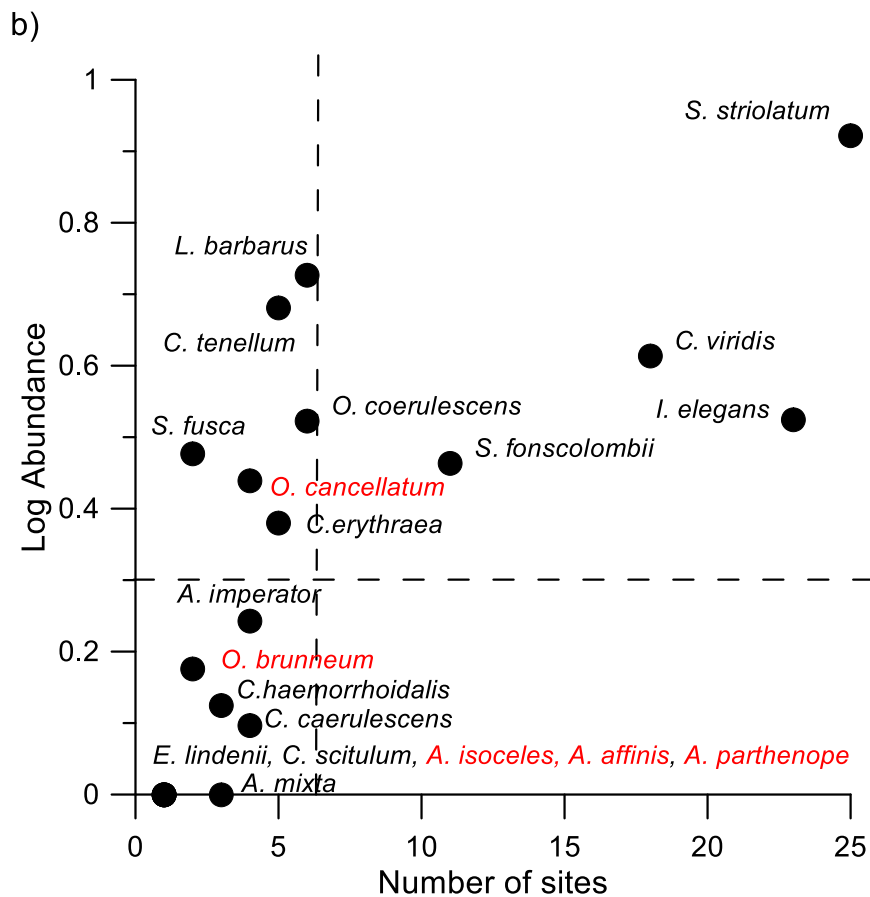 b)
1
S. striolatum
0.8
L. barbarus
C. tenellum
C. viridis
0.6
O. coerulescens
I. elegans
S. fusca
S. fonscolombii
O. cancellatum
0.4
C.erythraea
Log Abundance
A. imperator
0.2
O. brunneum
C.haemorrhoidalis
C. caerulescens
E. lindenii, C. scitulum, A. isoceles, A. affinis, A. parthenope
A. mixta
0
0 5 10 15 20 25
Number of sites